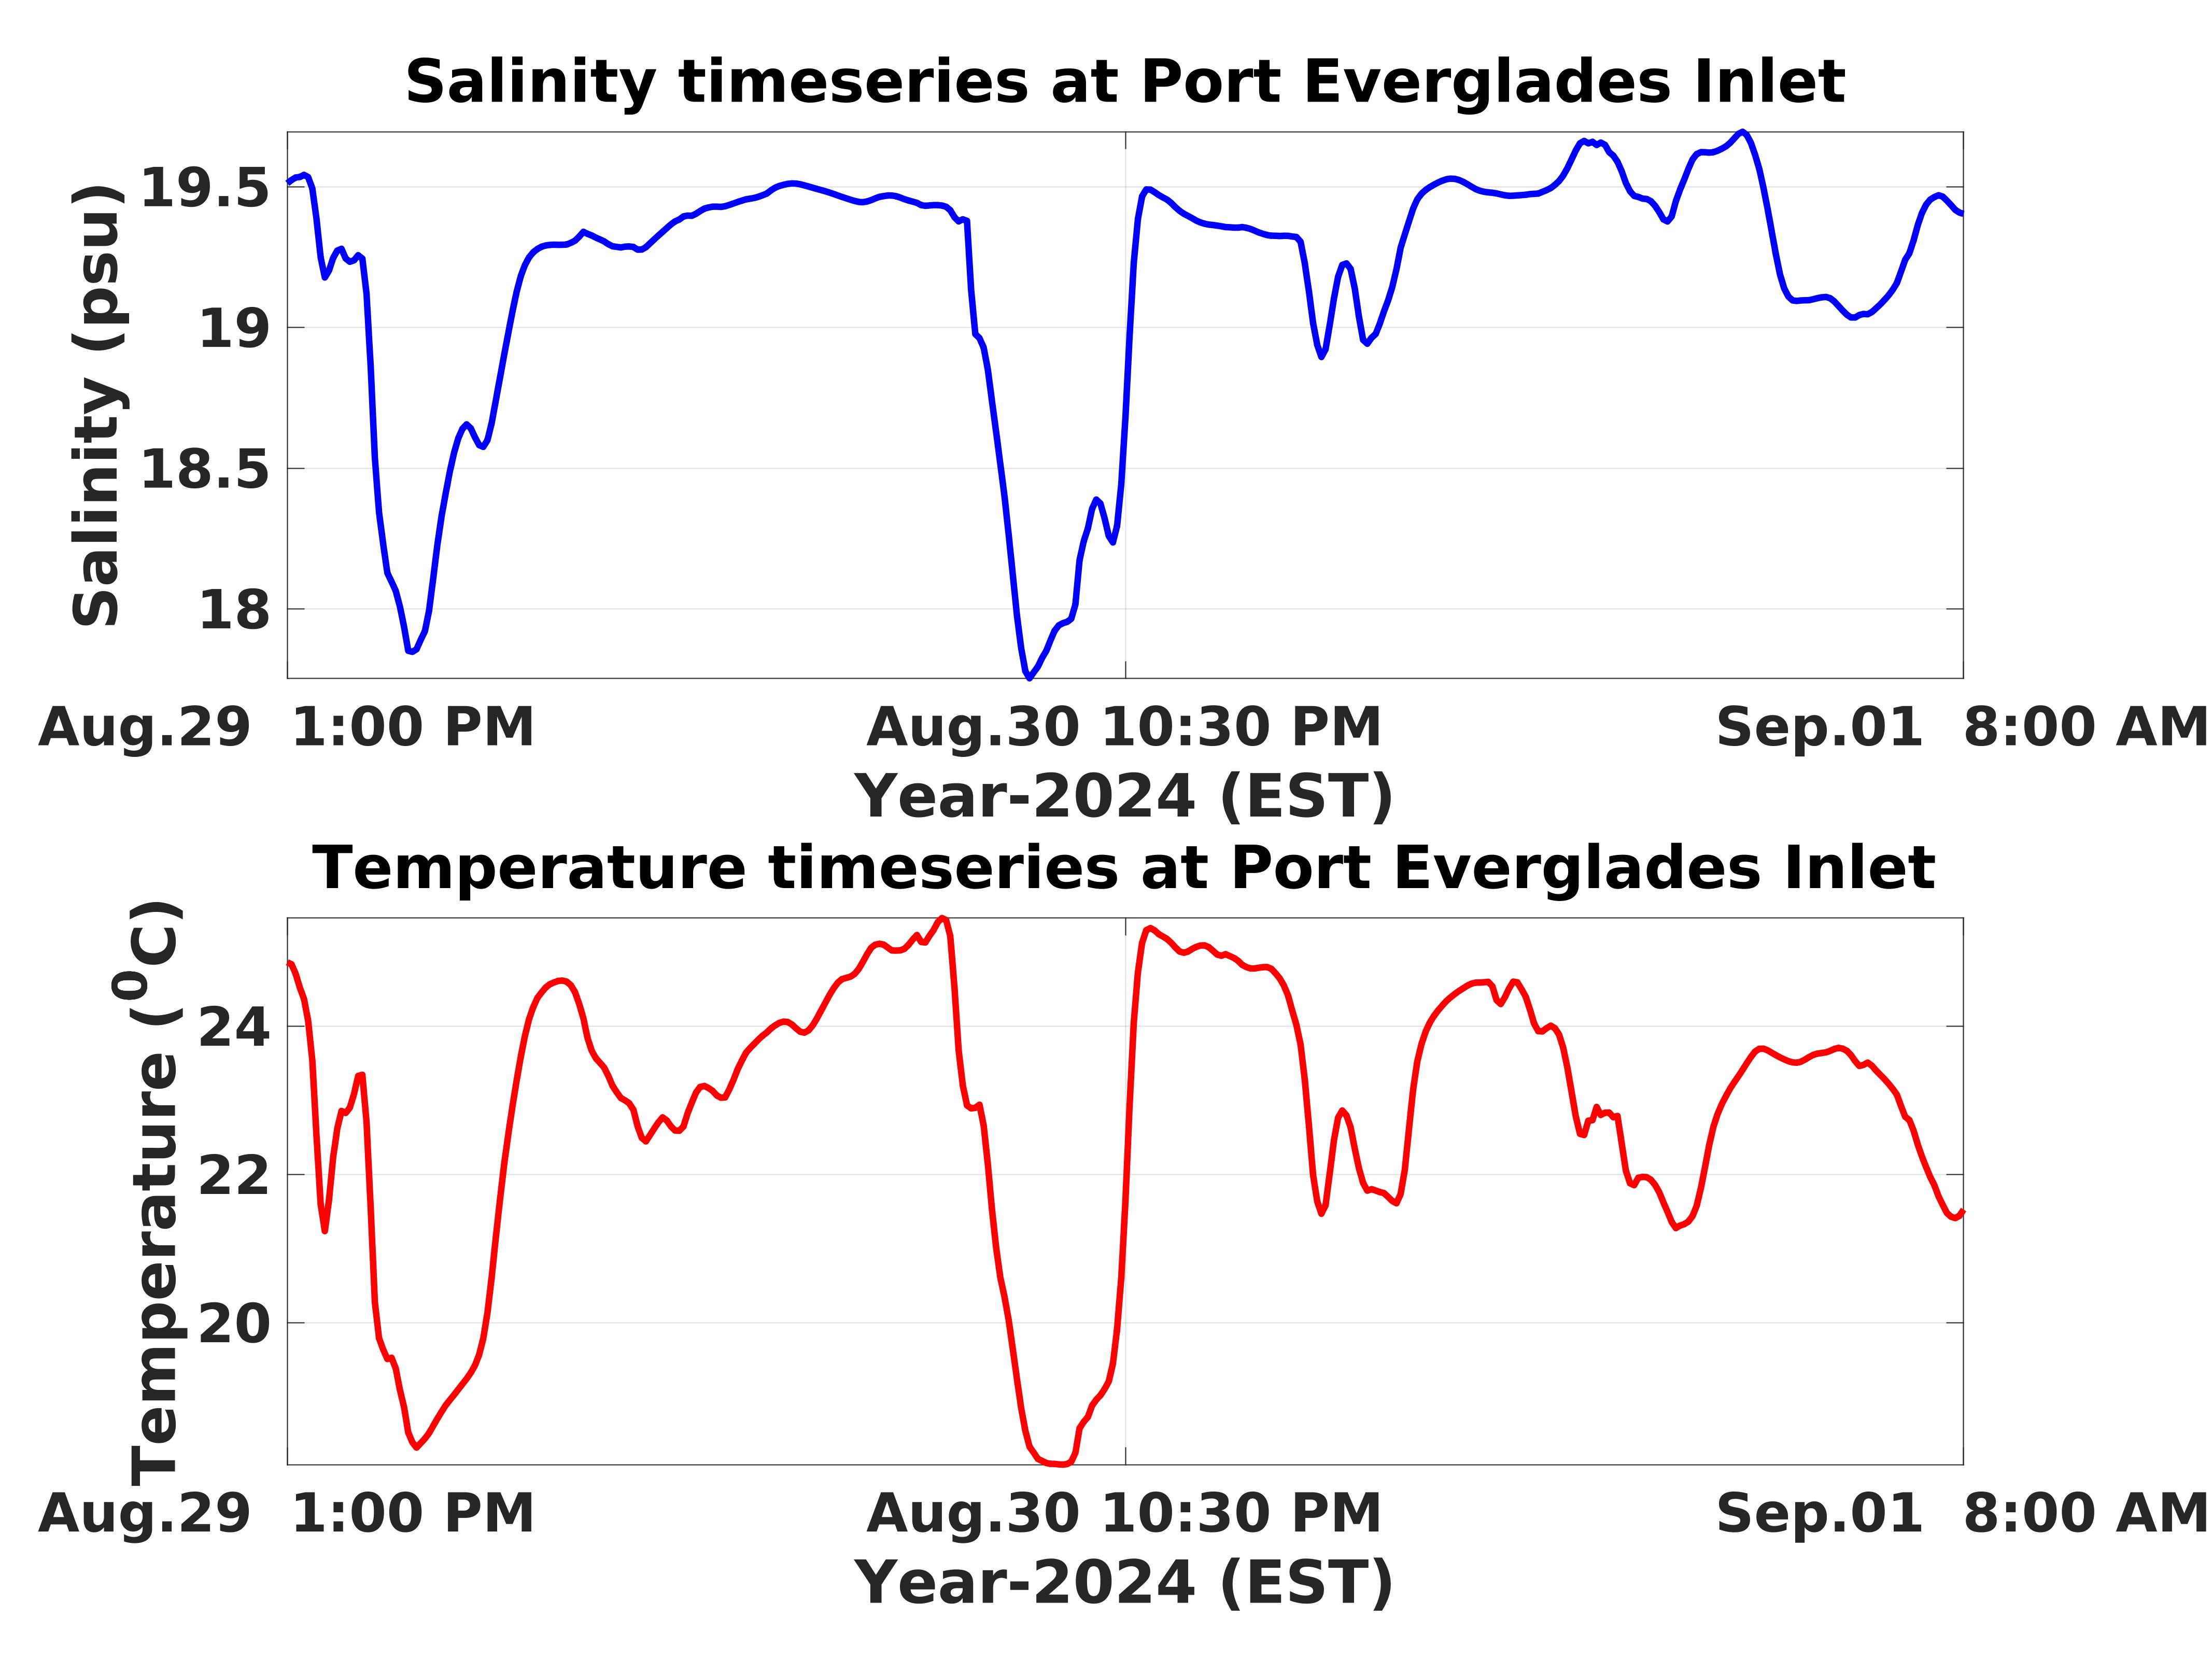 Salinity timeseries at Port Everglades Inlet
Salinity (psu)
19.5
19
18.5
18
Aug.29  1:00 PM Aug.30 10:30 PM Sep.01  8:00 AM
Year-2024 (EST)
Temperature timeseries at Port Everglades Inlet
Temperature (⁰C)
24
22
20
Aug.29  1:00 PM Aug.30 10:30 PM Sep.01  8:00 AM
Year-2024 (EST)